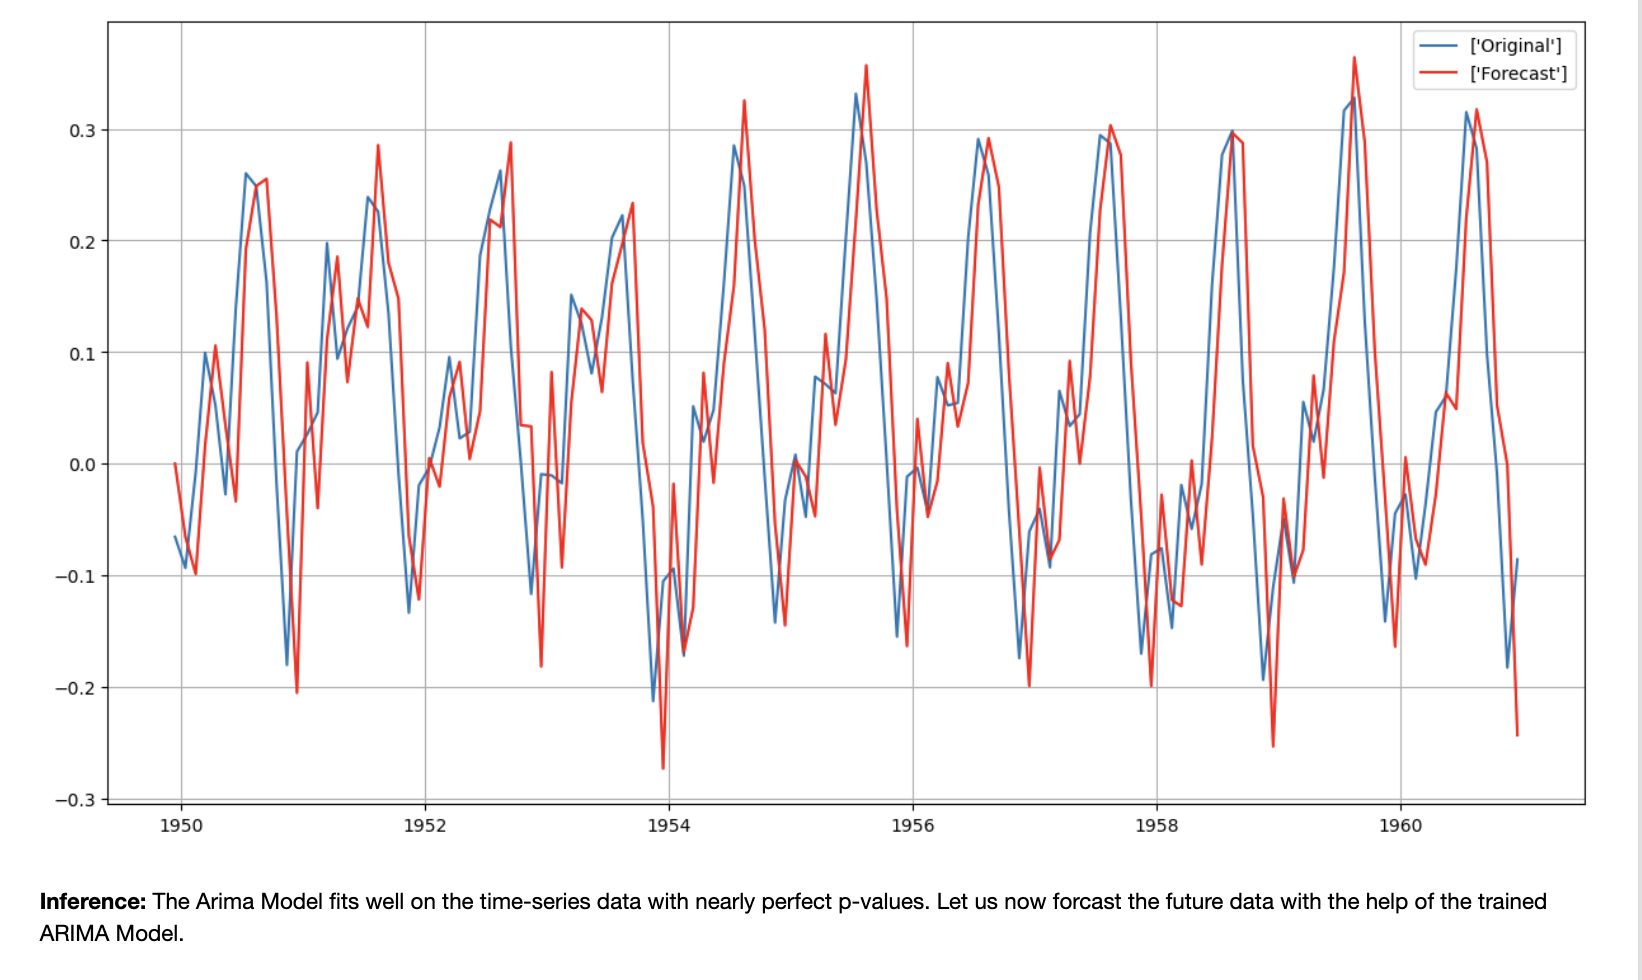 ['Original']
['Forecast']
0.3
0.2
0.1
0.0
−0.1
−0.2
−0.3
1950 1952 1954 1956 1958 1960
Inference: The Arima Model fits well on the time-series data with nearly perfect p-values. Let us now forcast the future data with the help of the trained
ARIMA Model.